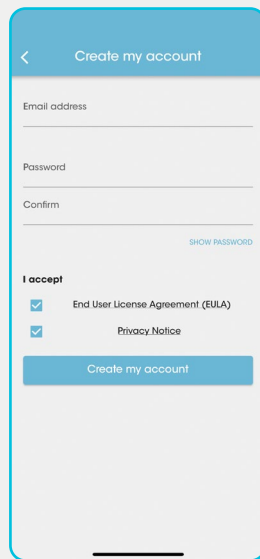 Create my account
Email address
Password
Confirm
SHOW PASSWORD
I accept
End User License Agreement (EULA)
Privacy Notice
Create my account